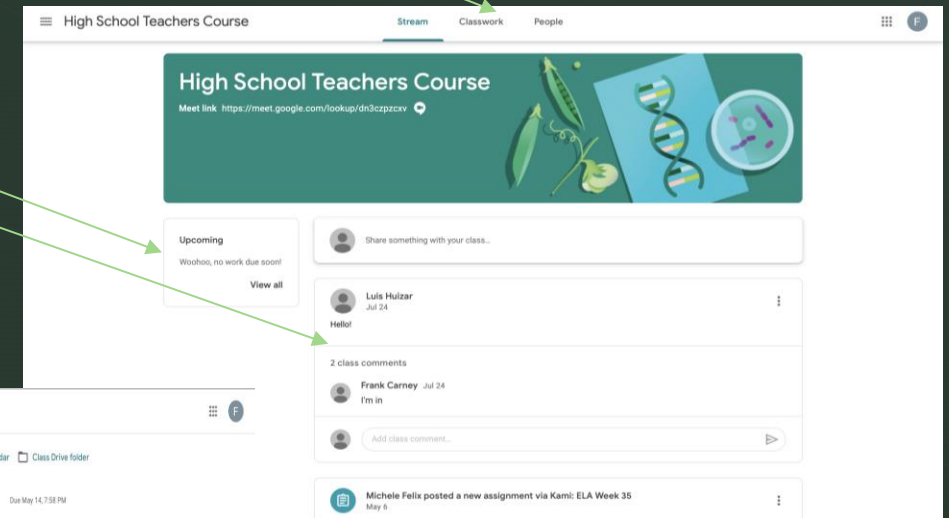 High School Teachers Course
Stream Classwork People
F
High School Teachers Course
Meet link https://meet.google.com/lookup/dn3czpzcxv
Upcoming
Woohoo, no work due soon!
View all
Share something with your class...
Luis Huizar
Jul 24
Hello!
2 class comments
Frank Carney Jul 24
I'm in
Add class comment...
Michele Felix posted a new assignment via Kami: ELA Week 35
May 6
F
Class Drive folder
Due May 14, 7:58 PM